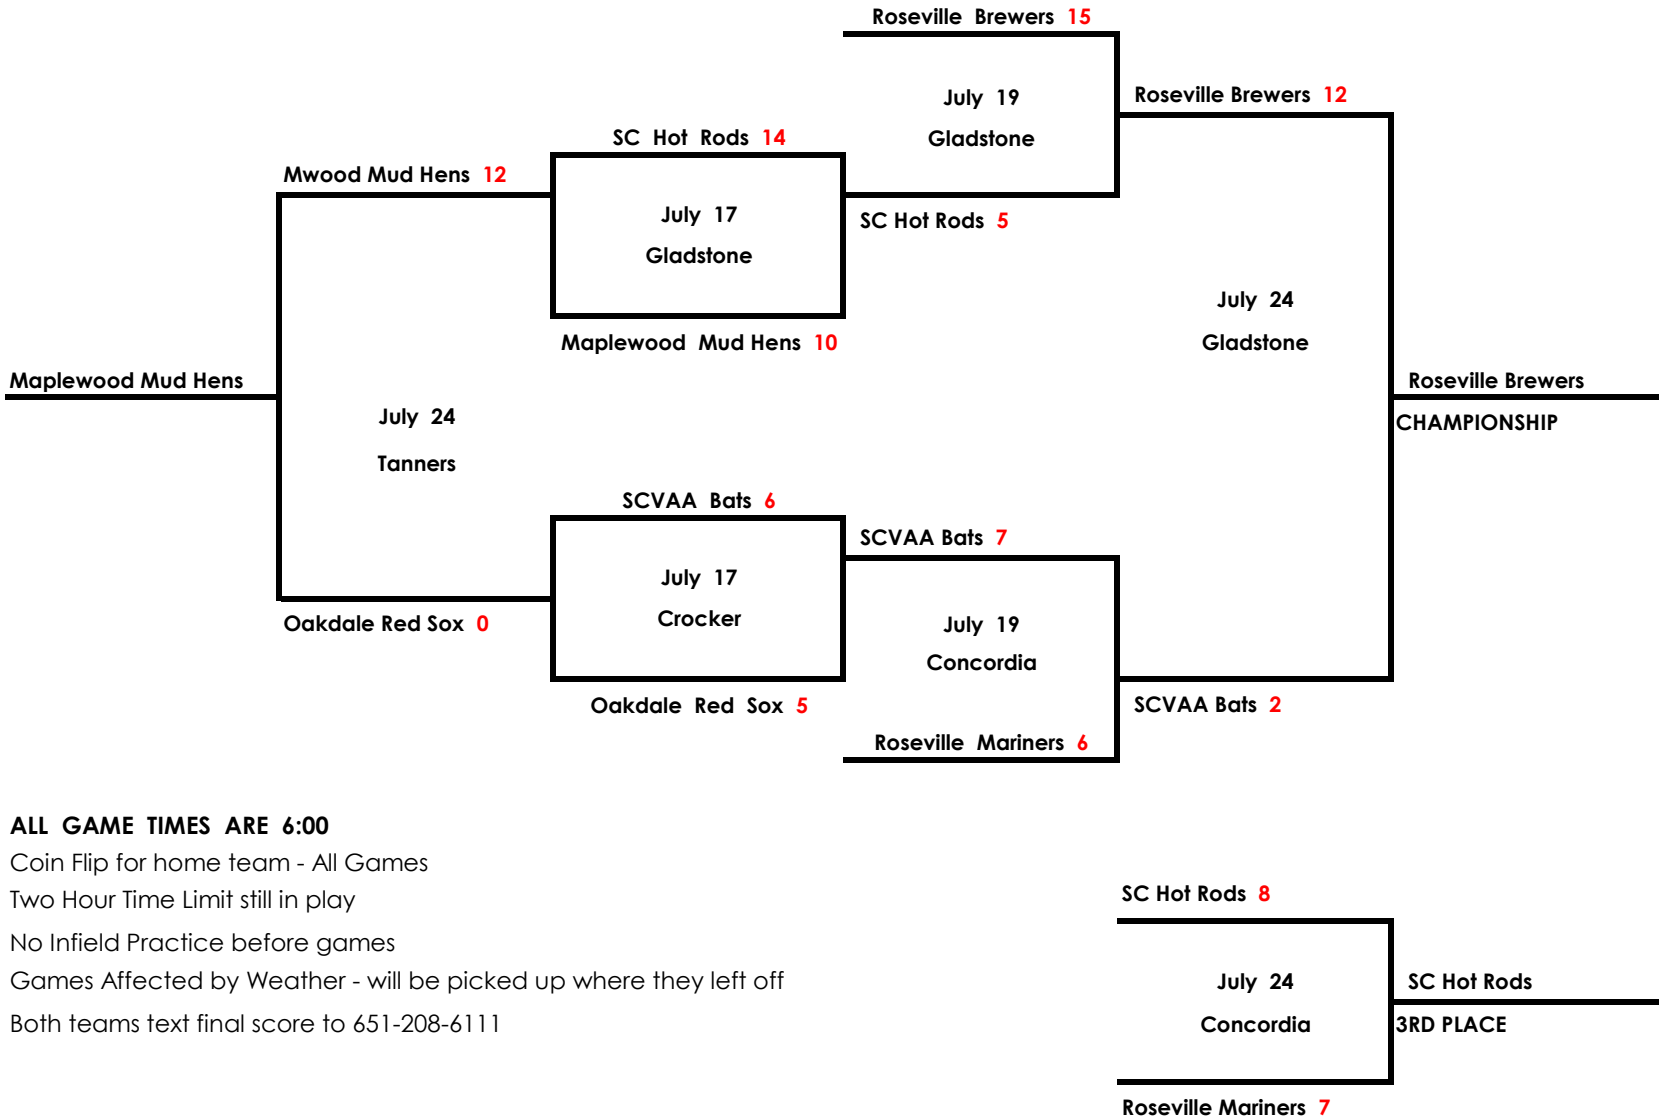 Roseville Brewers 15
July 19
Gladstone
Roseville Brewers 12
SC Hot Rods 14
Mwood Mud Hens 12
July 17
Gladstone
SC Hot Rods 5
Maplewood Mud Hens 10
July 24
Gladstone
Maplewood Mud Hens
Roseville Brewers
CHAMPIONSHIP
July 24
Tanners
SCVAA Bats 6
SCVAA Bats 7
July 17
Crocker
Oakdale Red Sox 0
July 19
Concordia
Oakdale Red Sox 5
SCVAA Bats 2
Roseville Mariners 6
ALL GAME TIMES ARE 6:00
Coin Flip for home team - All Games
Two Hour Time Limit still in play
No Infield Practice before games
Games Affected by Weather - will be picked up where they left off
Both teams text final score to 651-208-6111
SC Hot Rods 8
July 24
Concordia
SC Hot Rods
3RD PLACE
Roseville Mariners 7